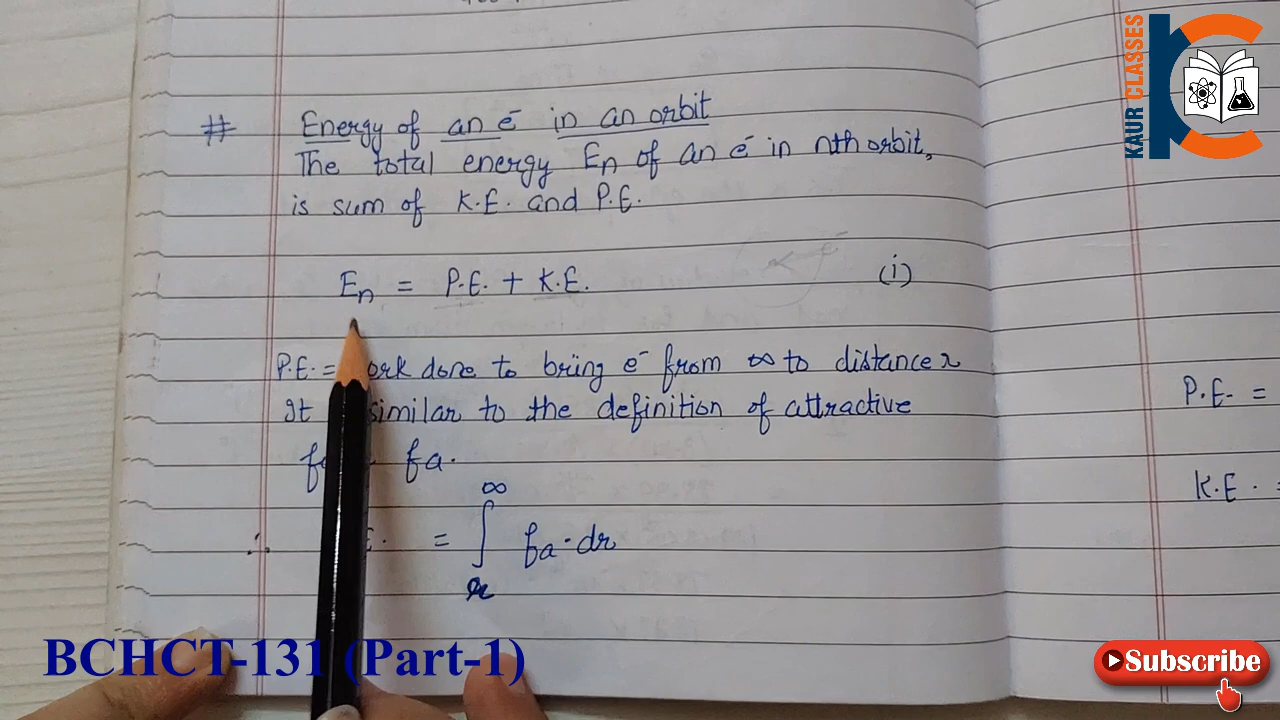 KAUR CLASSES
# Energy of an e⁻ in an orbit
The total energy En of an e⁻ in nth orbit,
is sum of K.E. and P.E.
En = P.E. + K.E. (i)
P.E. = ork done to bring e⁻ from ∞ to distance r
It similar to the definition of attractive
fa.
∴ E. = ∫ r ∞ fa · dr
P.E. =
K.E. =
BCHCT-131 (Part-1)
Subscribe